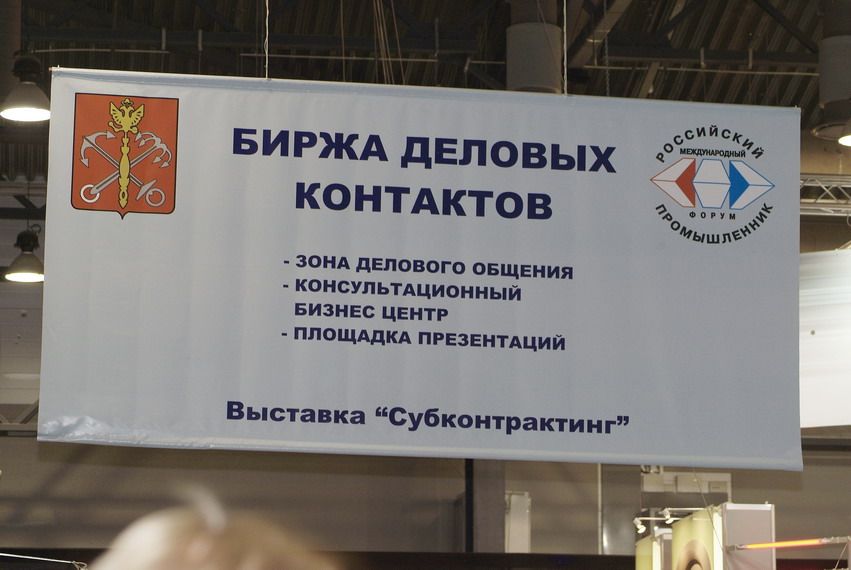 БИРЖА ДЕЛОВЫХ
КОНТАКТОВ
- ЗОНА ДЕЛОВОГО ОБЩЕНИЯ
- КОНСУЛЬТАЦИОННЫЙ
БИЗНЕС ЦЕНТР
- ПЛОЩАДКА ПРЕЗЕНТАЦИЙ
Выставка “Субконтрактинг”
РОССИЙСКИЙ
МЕЖДУНАРОДНЫЙ
ФОРУМ
ПРОМЫШЛЕННИК